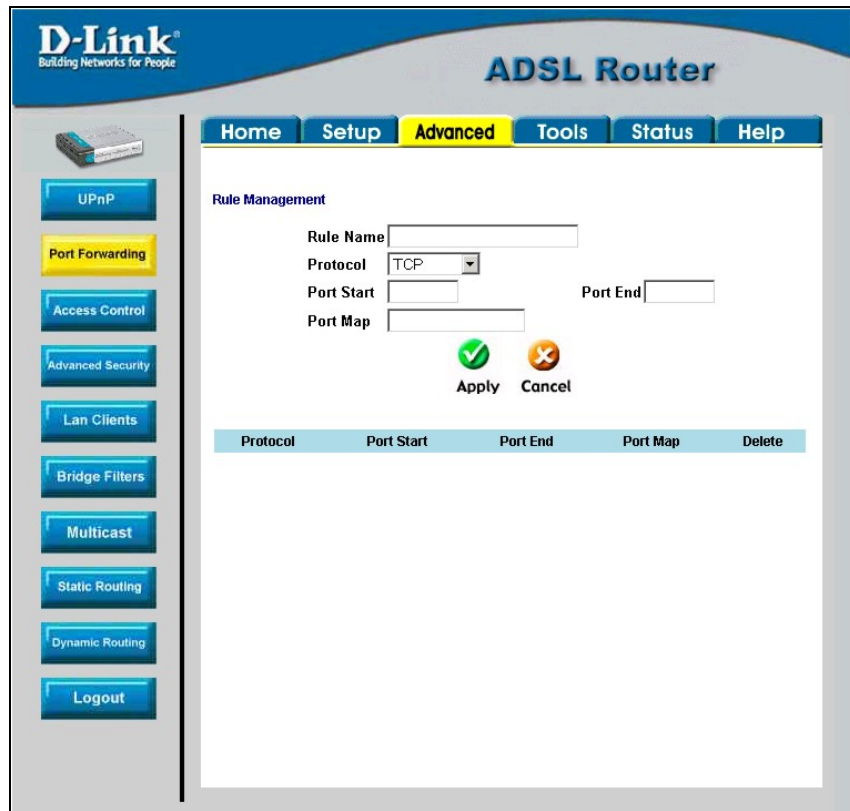 D-Link®
Building Networks for People
ADSL Router
Home Setup Advanced Tools Status Help
UPnP
Port Forwarding
Access Control
Advanced Security
Lan Clients
Bridge Filters
Multicast
Static Routing
Dynamic Routing
Logout
Rule Management
Rule Name
Protocol TCP
Port Start Port End
Port Map
Apply Cancel
Protocol Port Start Port End Port Map Delete